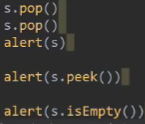 s.pop()
s.pop()
alert(s)
alert(s.peek())
alert(s.isEmpty())